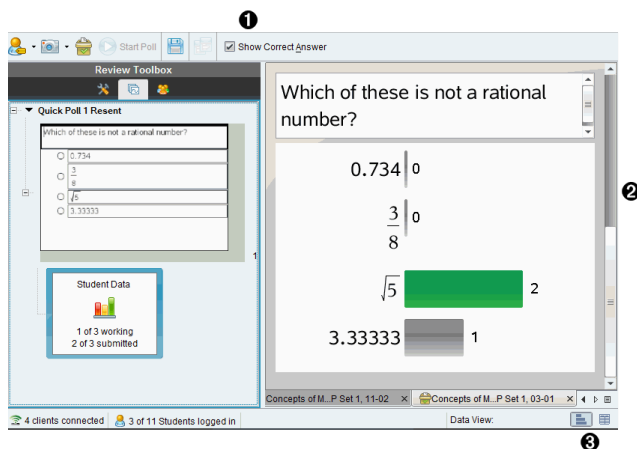 ❶
Start Poll
Show Correct Answer
Review Toolbox
Quick Poll 1 Resent
Which of these is not a rational number?
0.734
3
8
√5
3.33333
1
Student Data
1 of 3 working
2 of 3 submitted
Which of these is not a rational
number?
0.734 0
3
8
0
√5 2
3.33333 1
❷
Concepts of M...P Set 1, 11-02
Concepts of M...P Set 1, 03-01
4 clients connected
3 of 11 Students logged in
Data View:
❸